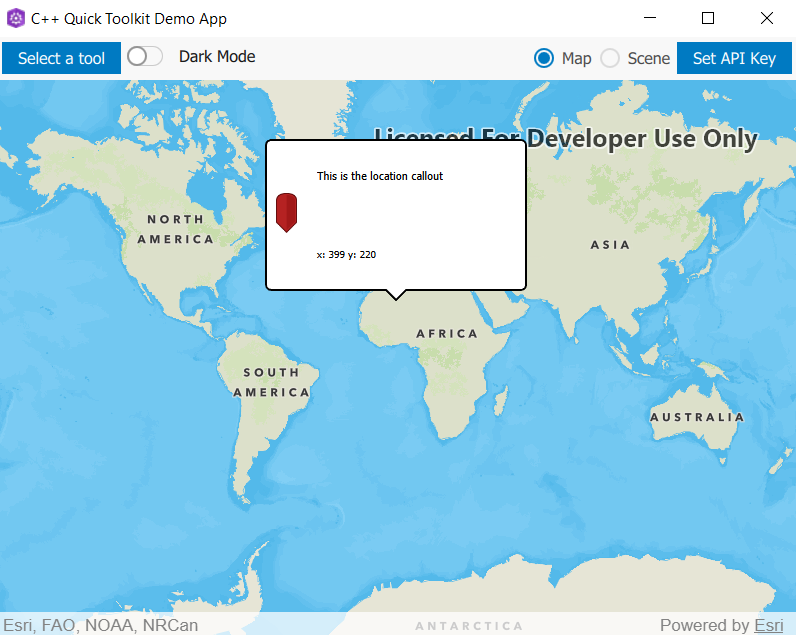 C++ Quick Toolkit Demo App
Select a tool
Dark Mode
Map
Scene
Set API Key
Licensed For Developer Use Only
This is the location callout
x: 399 y: 220
NORTH
AMERICA
ASIA
AFRICA
SOUTH
AMERICA
AUSTRALIA
ANTARCTICA
Esri, FAO, NOAA, NRCan
Powered by Esri